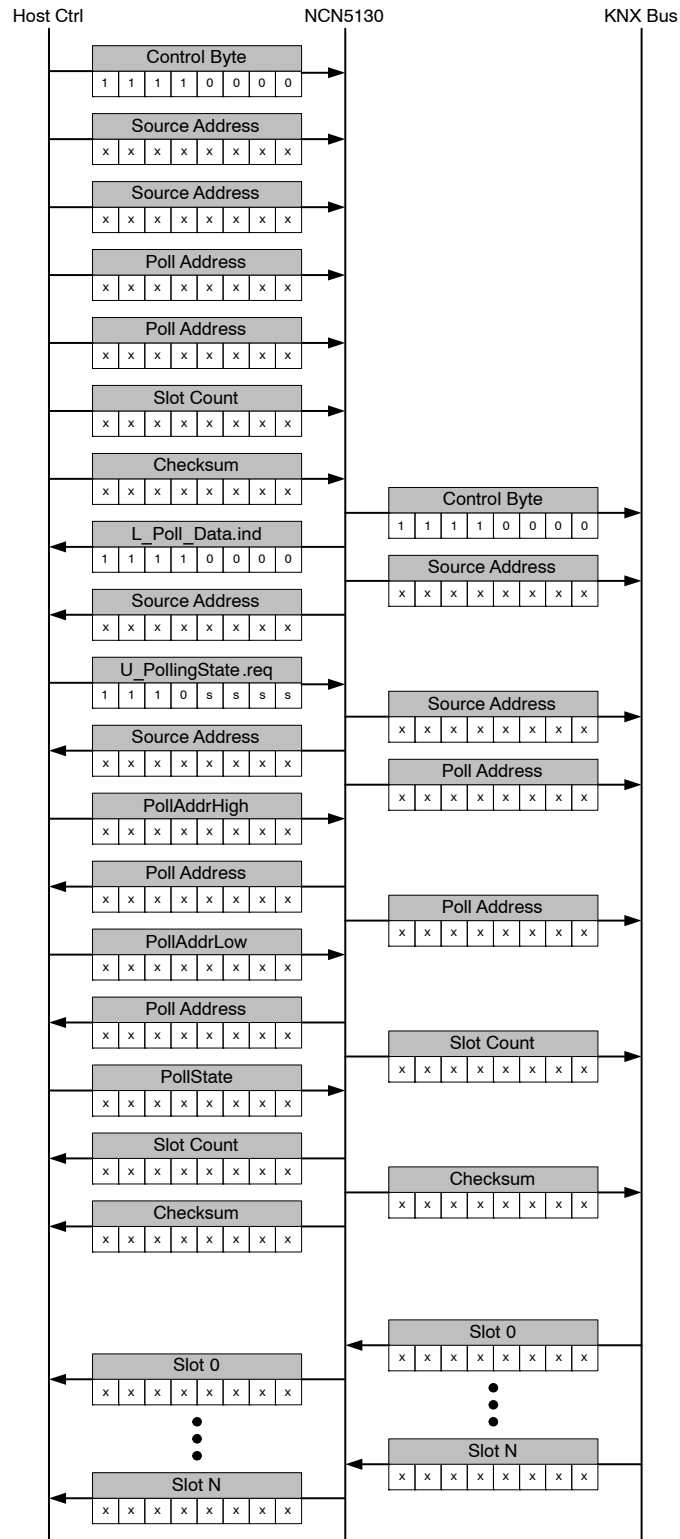 Host Ctrl NCN5130 KNX Bus
Control Byte
1 1 1 1 0 0 0 0
Source Address
x x x x x x x x
Source Address
x x x x x x x x
Poll Address
x x x x x x x x
Poll Address
x x x x x x x x
Slot Count
x x x x x x x x
Checksum
x x x x x x x x
Control Byte
1 1 1 1 0 0 0 0
L_Poll_Data.ind
1 1 1 1 0 0 0 0
Source Address
x x x x x x x x
Source Address
x x x x x x x x
U_PollingState.req
1 1 1 0 s s s s
Source Address
x x x x x x x x
Source Address
x x x x x x x x
Poll Address
x x x x x x x x
PollAddrHigh
x x x x x x x x
Poll Address
x x x x x x x x
Poll Address
x x x x x x x x
PollAddrLow
x x x x x x x x
Poll Address
x x x x x x x x
Slot Count
x x x x x x x x
PollState
x x x x x x x x
Slot Count
x x x x x x x x
Checksum
x x x x x x x x
Checksum
x x x x x x x x
Slot 0
x x x x x x x x
Slot 0
x x x x x x x x
Slot N
x x x x x x x x
Slot N
x x x x x x x x